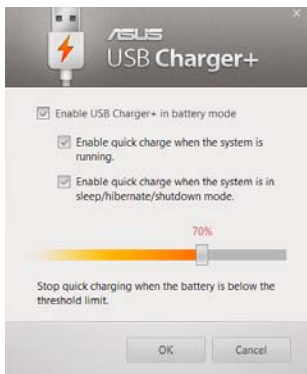 ASUS
USB Charger+
Enable USB Charger+ in battery mode
Enable quick charge when the system is
running.
Enable quick charge when the system is in
sleep/hibernate/shutdown mode.
70%
Stop quick charging when the battery is below the
threshold limit.
OK Cancel